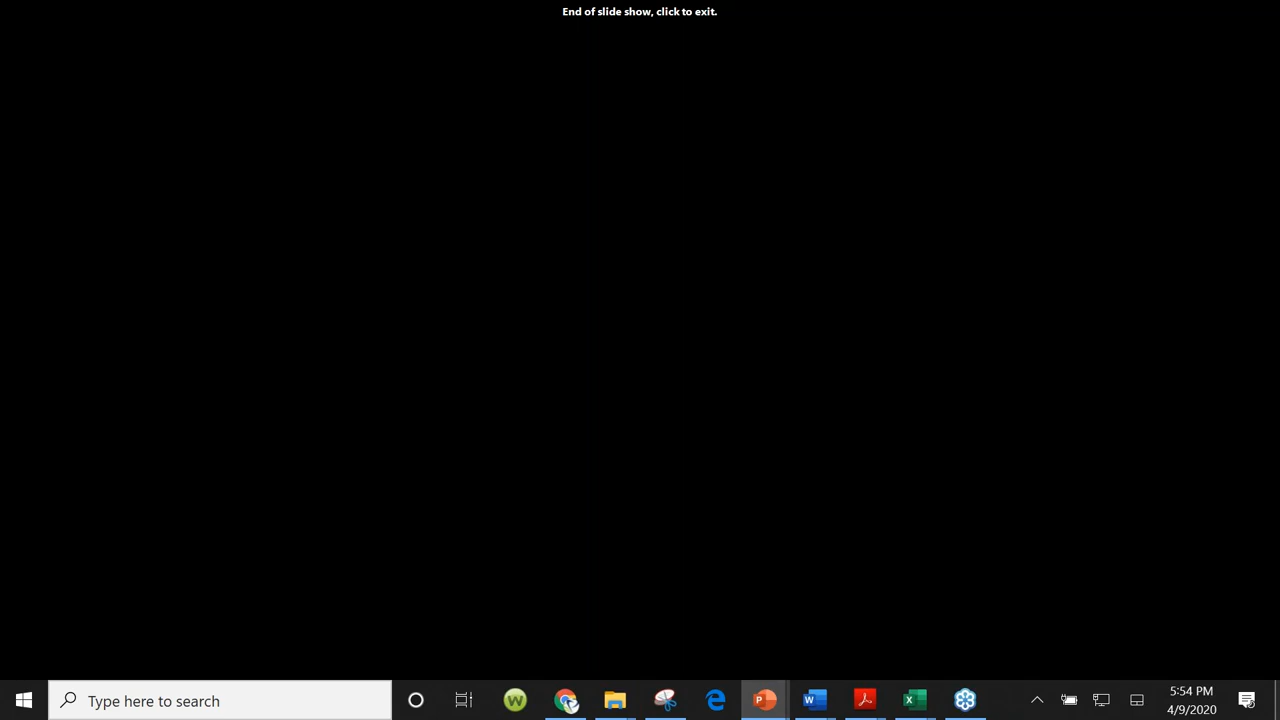 End of slide show, click to exit.
Type here to search
5:54 PM
4/9/2020